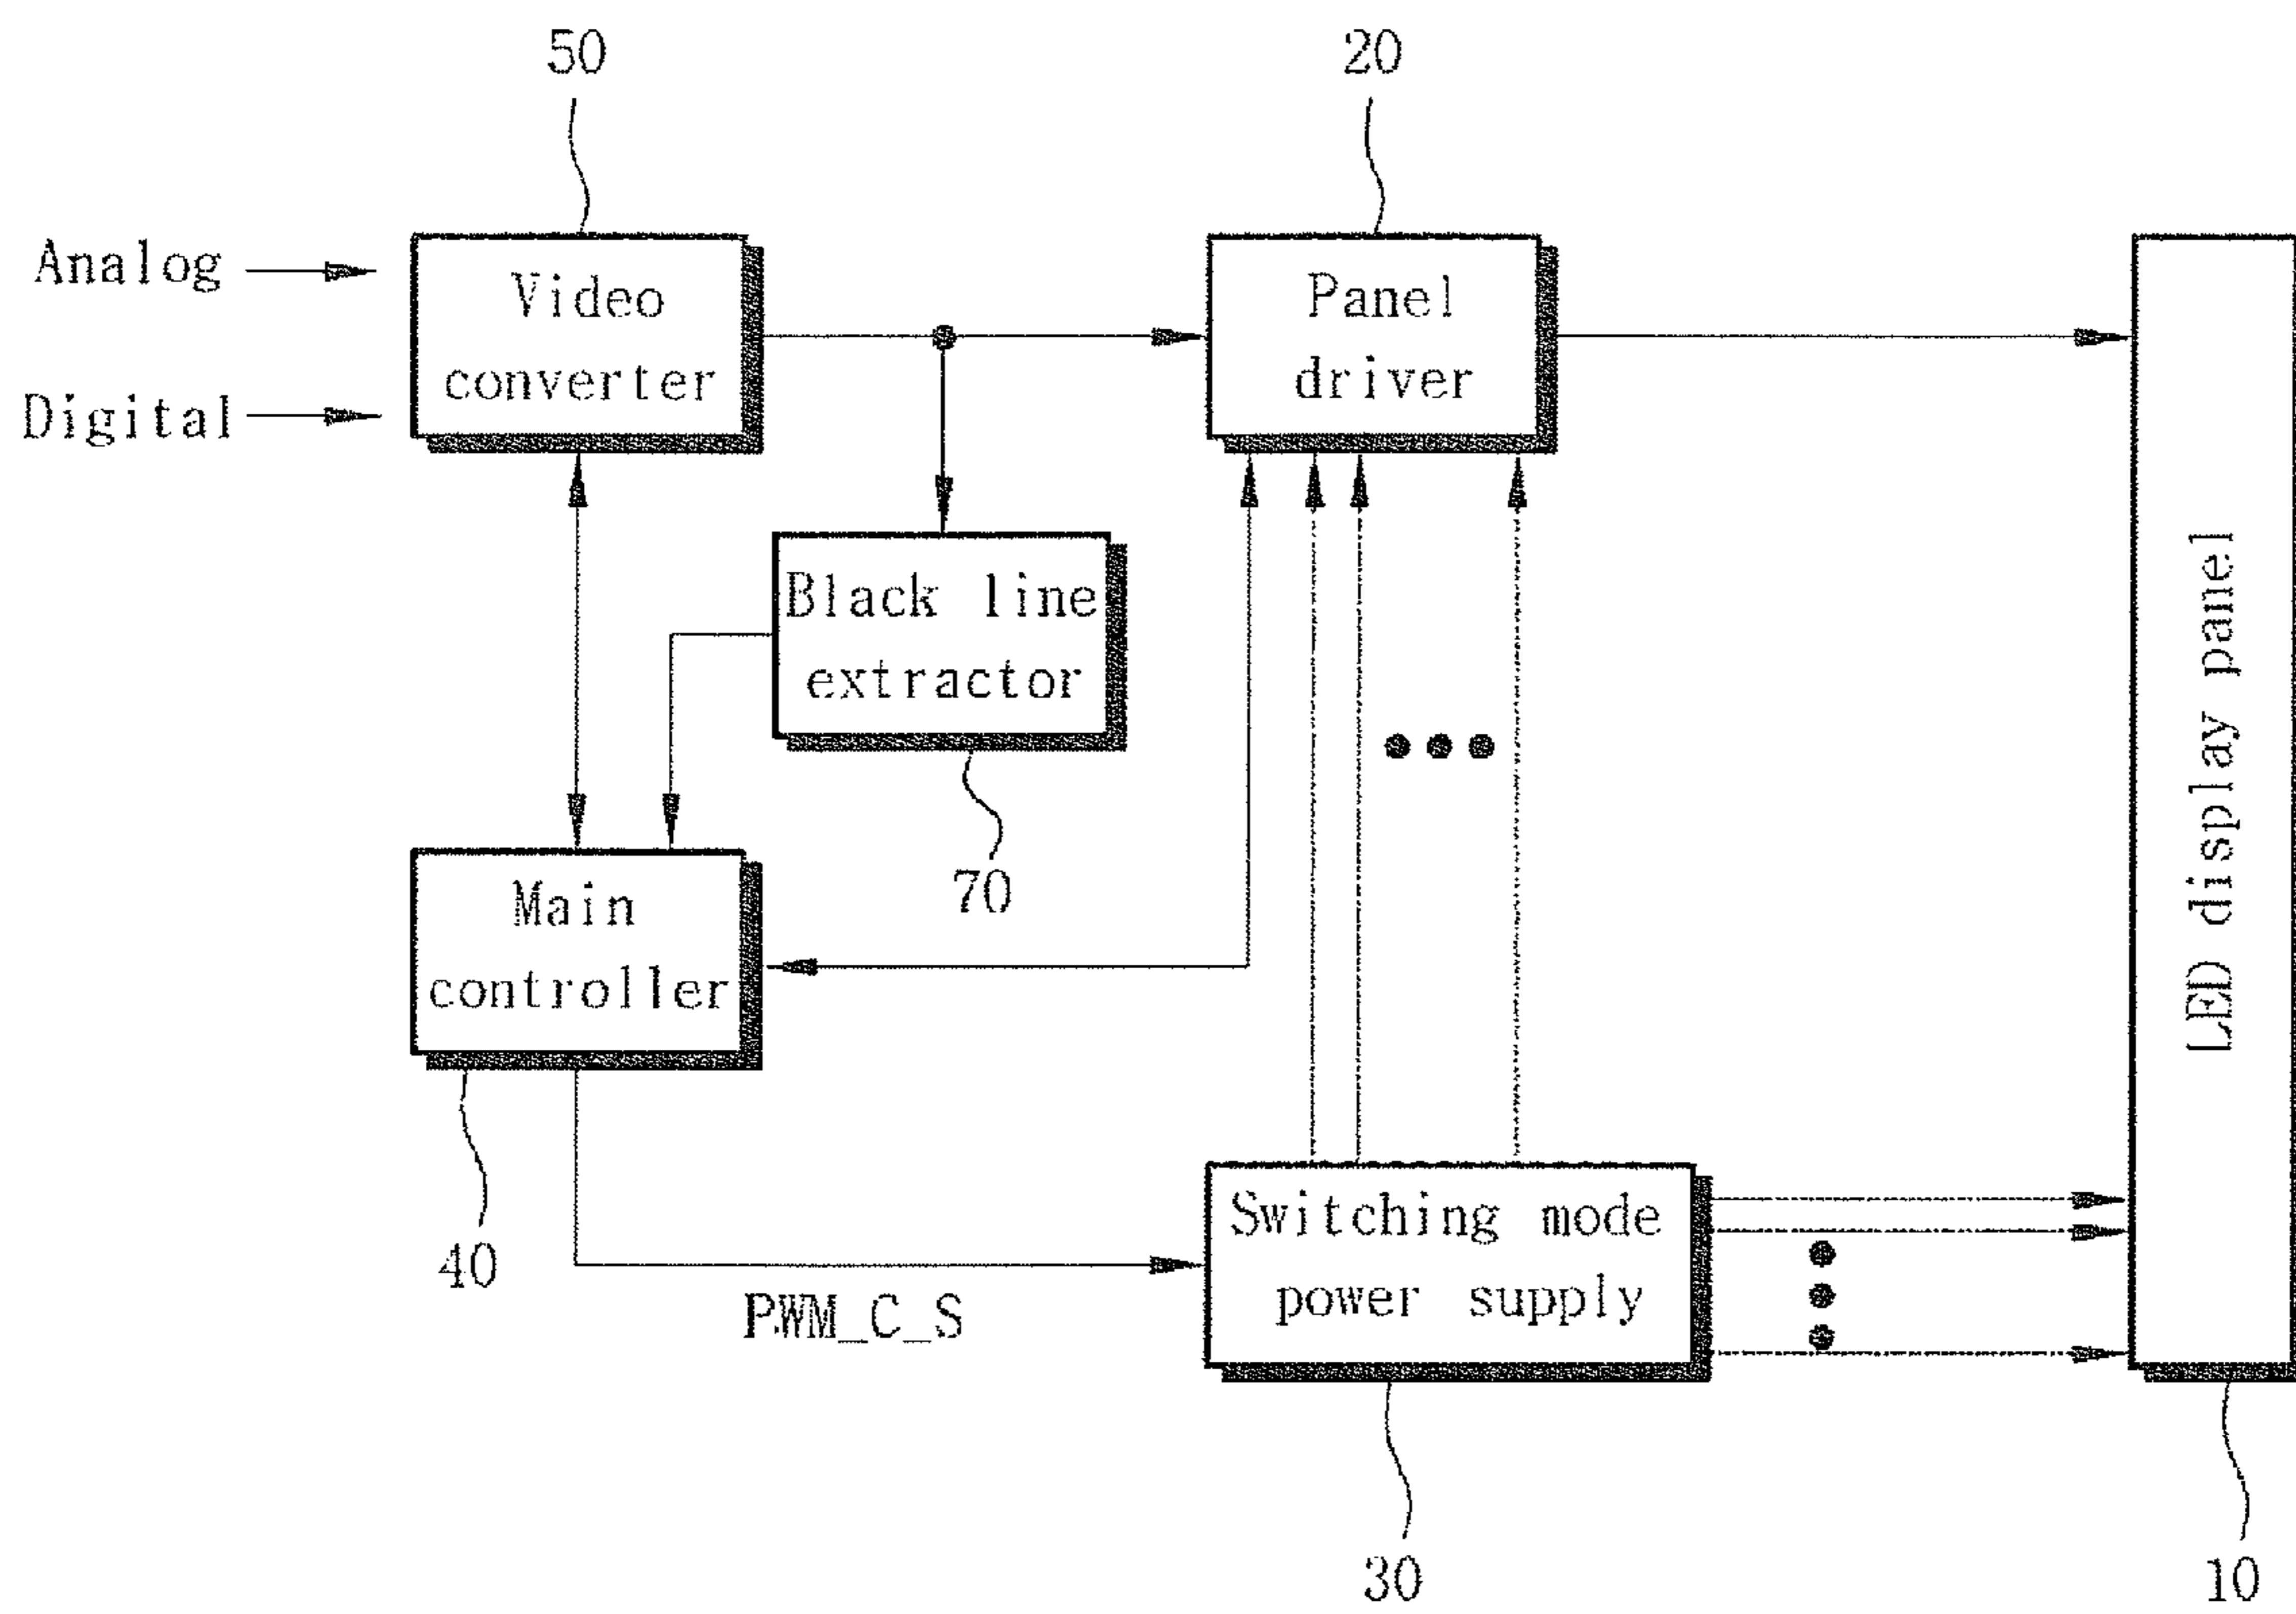 50
20
Analog
Digital
Video
converter
Panel
driver
Black line
extractor
70
LED display panel
Main
controller
40
PWM_C_S
Switching mode
power supply
30
10